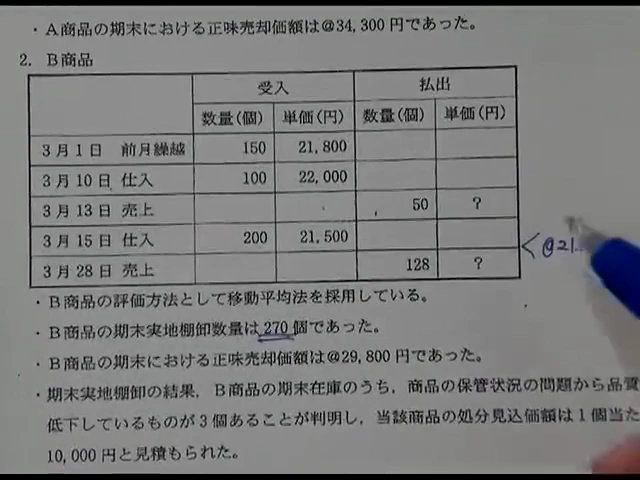 ・A商品の期末における正味売却価額は@34,300円であった。
2. B商品
受入 払出
数量(個) 単価(円) 数量(個) 単価(円)
3月1日 前月繰越 150 21,800
3月10日 仕入 100 22,000
3月13日 売上 50 ?
3月15日 仕入 200 21,500
@21
3月28日 売上 128 ?
・B商品の評価方法として移動平均法を採用している。
・B商品の期末実地棚卸数量は270個であった。
・B商品の期末における正味売却価額は@29,800円であった。
・期末実地棚卸の結果，B商品の期末在庫のうち，商品の保管状況の問題から品質
低下しているものが3個あることが判明し，当該商品の処分見込価額は1個当た
10,000円と見積もられた。